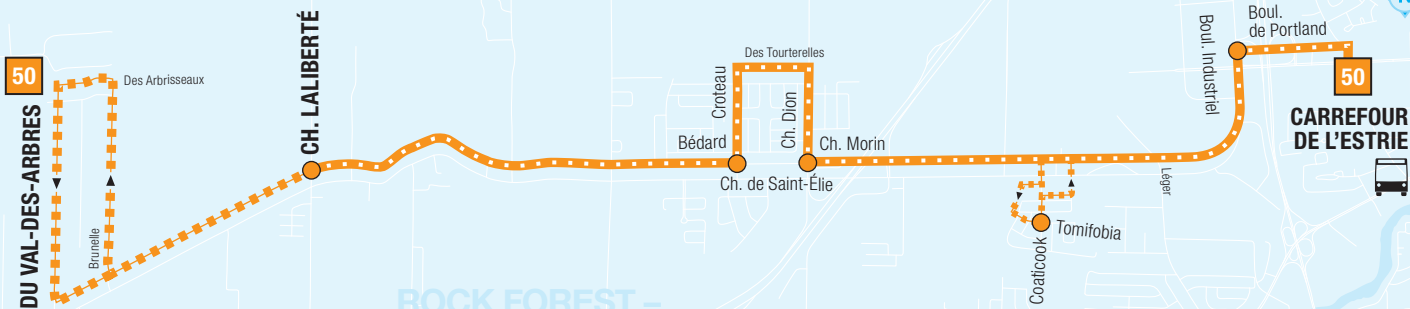 50
DU VAL-DES-ARBRES
Des Arbrisseaux
Brunelle
CH. LALIBERTÉ
Bédard
Croteau
Des Tourterelles
Ch. Dion
Ch. Morin
Ch. de Saint-Élie
Coaticook
Tomifobia
Léger
Boul. Industriel
Boul.
de Portland
50
CARREFOUR
DE L'ESTRIE
ROCK FOREST –